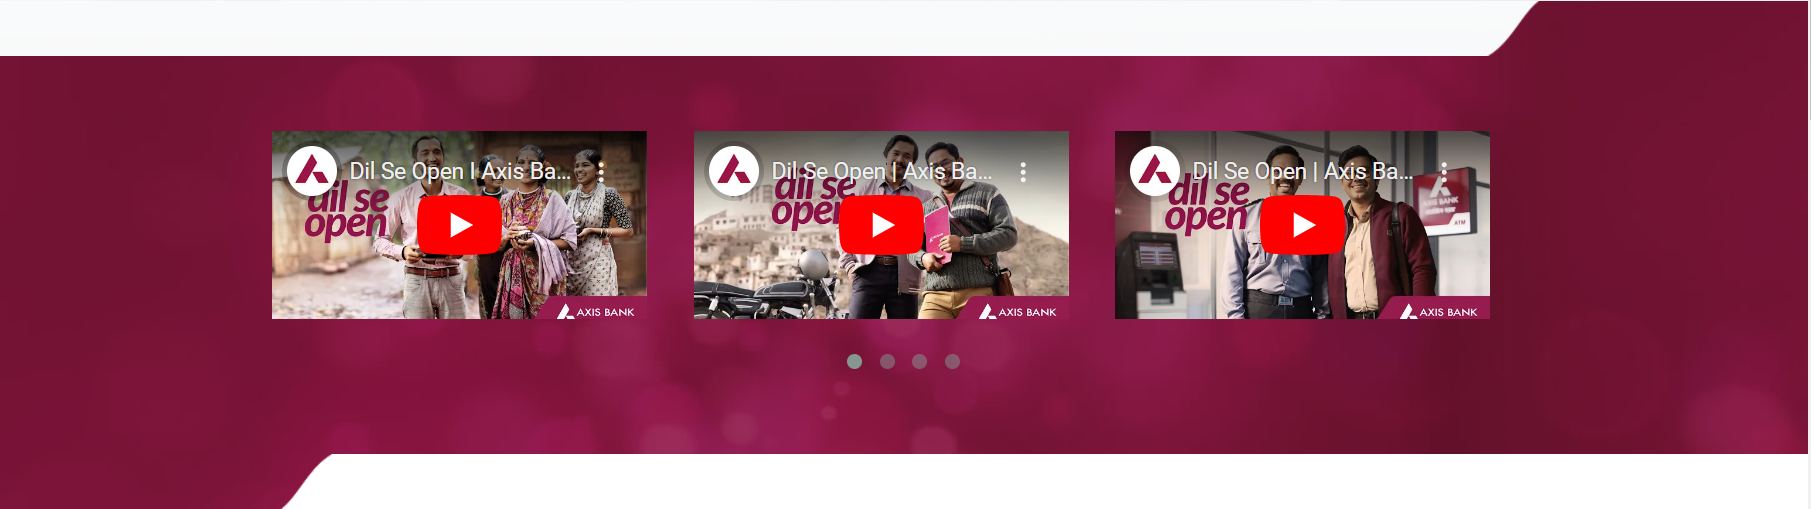 Dil Se Open I Axis Ba...
dil se
open
AXIS BANK
Dil Se Open | Axis Ba...
dil se
open
AXIS BANK
Dil Se Open | Axis Ba...
dil se
open
AXIS BANK
ATM
AXIS BANK